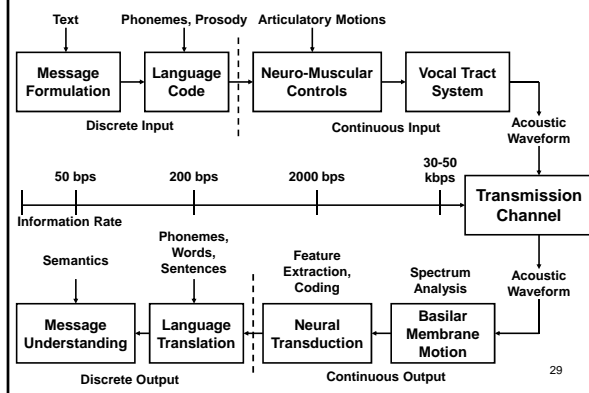 Text
Phonemes, Prosody
Articulatory Motions
Message
Formulation
Language
Code
Neuro-Muscular
Controls
Vocal Tract
System
Discrete Input
Continuous Input
Acoustic
Waveform
50 bps
200 bps
2000 bps
30-50
kbps
Information Rate
Transmission
Channel
Semantics
Phonemes,
Words,
Sentences
Feature
Extraction,
Coding
Spectrum
Analysis
Acoustic
Waveform
Message
Understanding
Language
Translation
Neural
Transduction
Basilar
Membrane
Motion
Discrete Output
Continuous Output
29